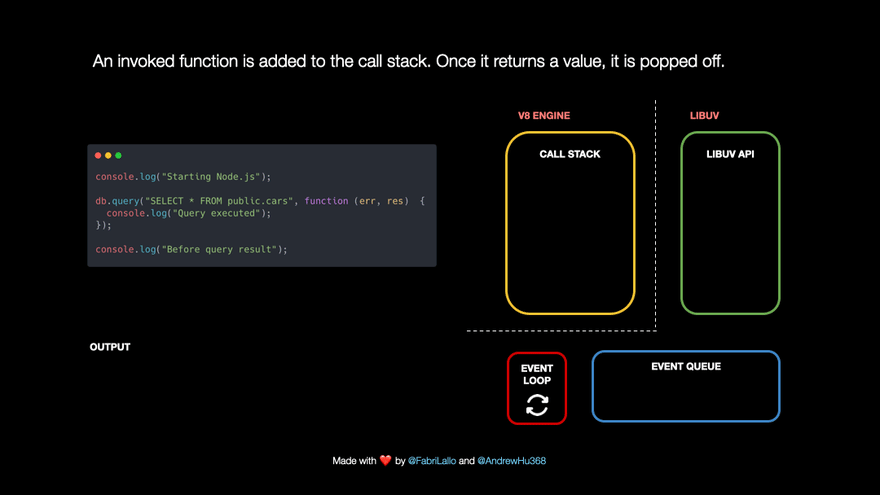 An invoked function is added to the call stack. Once it returns a value, it is popped off.
V8 ENGINE
LIBUV
CALL STACK
LIBUV API
console.log("Starting Node.js");
db.query("SELECT * FROM public.cars", function (err, res) {
  console.log("Query executed");
});
console.log("Before query result");
OUTPUT
EVENT
LOOP
EVENT QUEUE
Made with ❤️ by @FabriLallo and @AndrewHu368